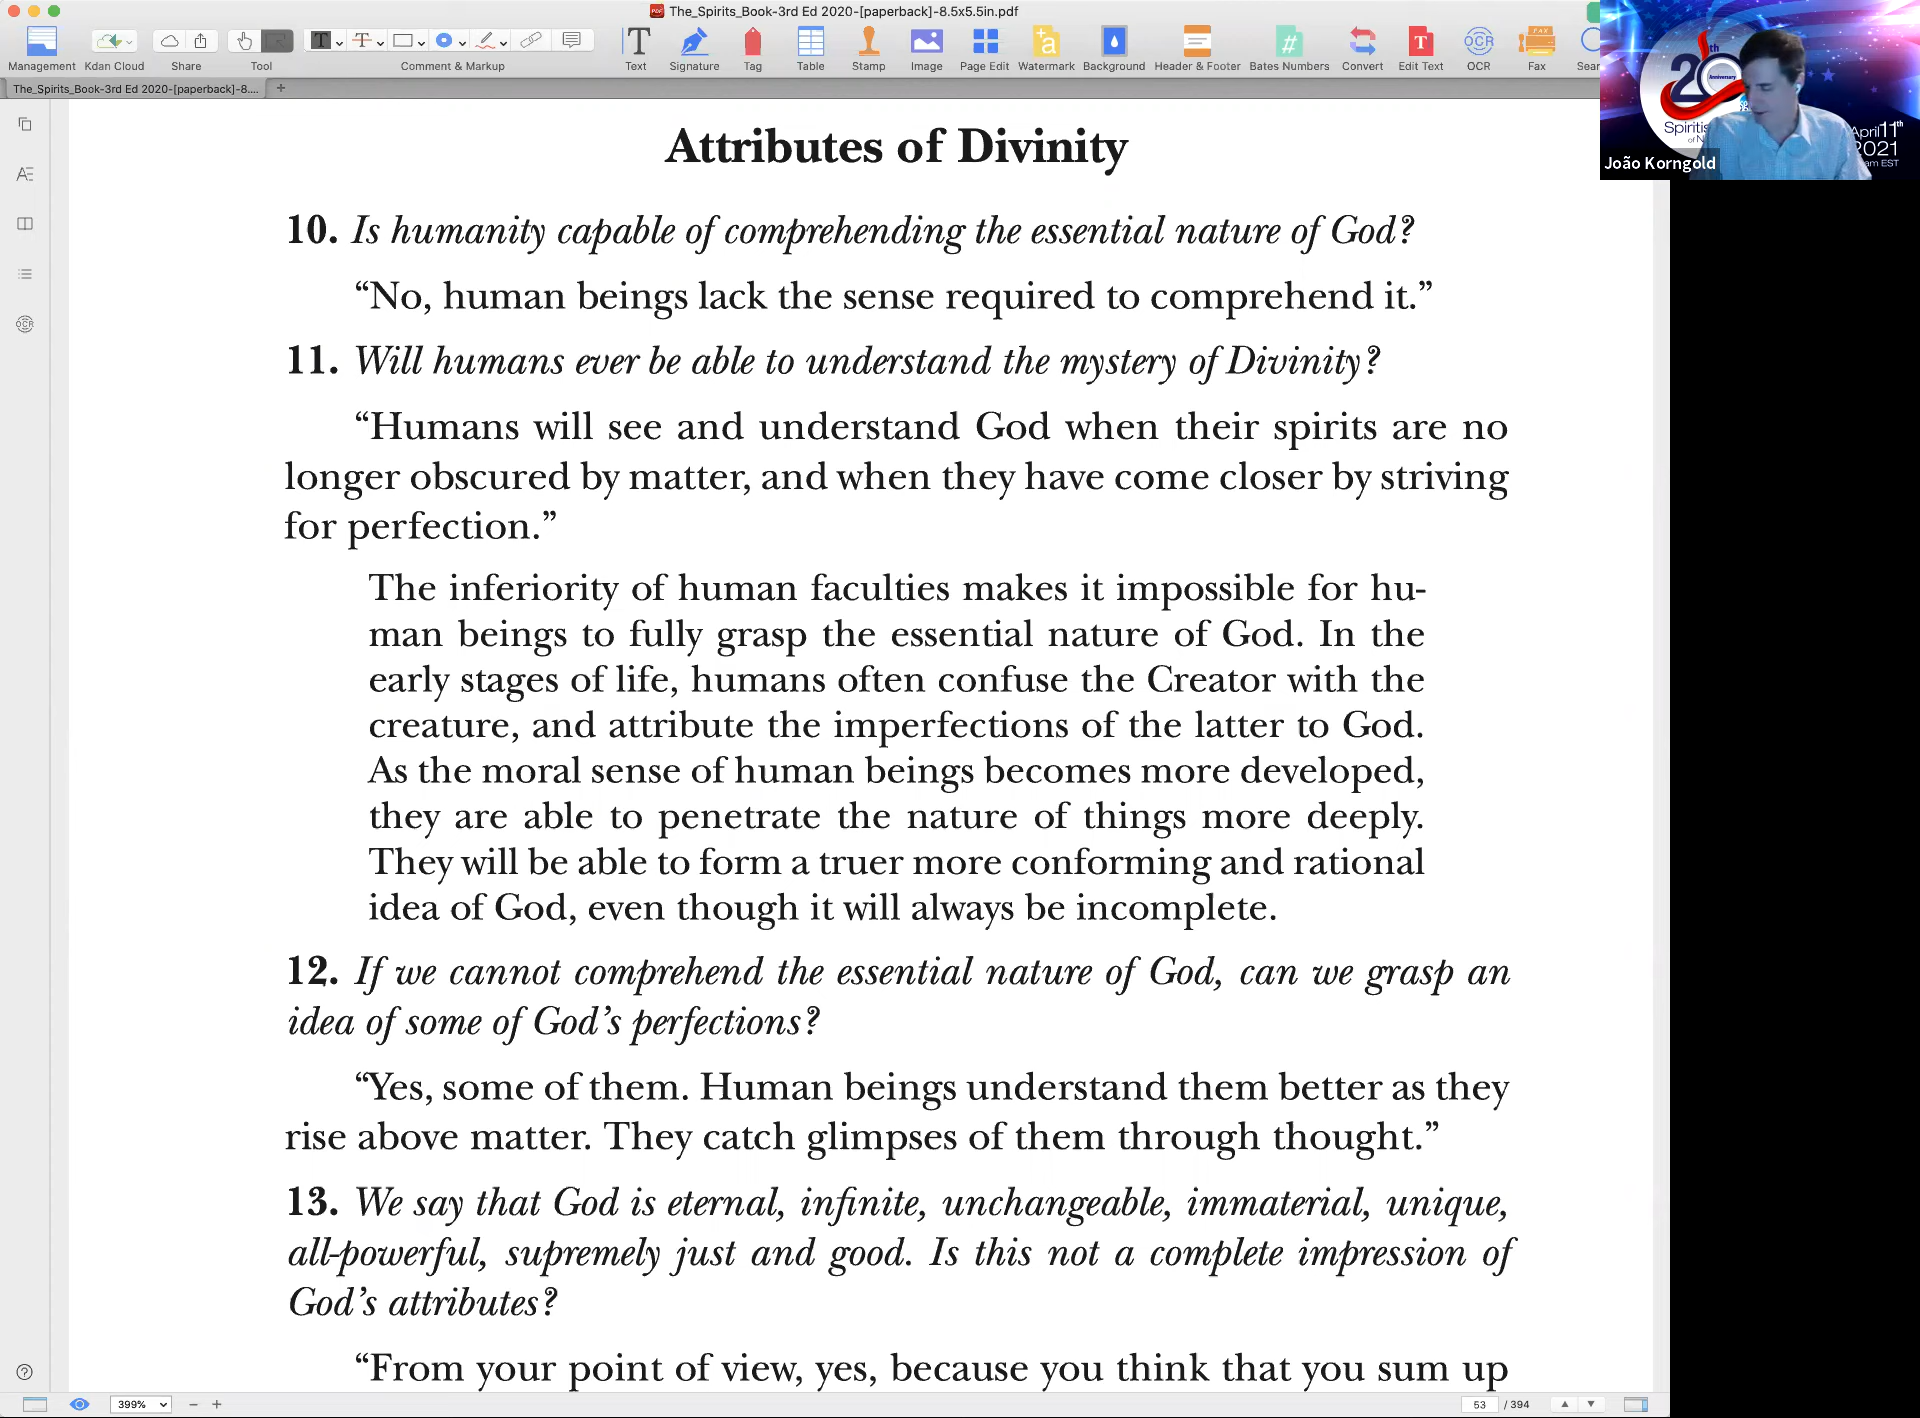 The_Spirits_Book-3rd Ed 2020-[paperback]-8.5x5.5in.pdf
Management Kdan Cloud Share Tool Comment & Markup Text Signature Tag Table Stamp Image Page Edit Watermark Background Header & Footer Bates Numbers Convert Edit Text OCR Fax
The_Spirits_Book-3rd Ed 2020-[paperback]-8....
20th
Anniversary
April 11th
2021
João Korngold
Attributes of Divinity
10. Is humanity capable of comprehending the essential nature of God?
“No, human beings lack the sense required to comprehend it.”
11. Will humans ever be able to understand the mystery of Divinity?
“Humans will see and understand God when their spirits are no
longer obscured by matter, and when they have come closer by striving
for perfection.”
The inferiority of human faculties makes it impossible for hu-
man beings to fully grasp the essential nature of God. In the
early stages of life, humans often confuse the Creator with the
creature, and attribute the imperfections of the latter to God.
As the moral sense of human beings becomes more developed,
they are able to penetrate the nature of things more deeply.
They will be able to form a truer more conforming and rational
idea of God, even though it will always be incomplete.
12. If we cannot comprehend the essential nature of God, can we grasp an
idea of some of God’s perfections?
“Yes, some of them. Human beings understand them better as they
rise above matter. They catch glimpses of them through thought.”
13. We say that God is eternal, infinite, unchangeable, immaterial, unique,
all-powerful, supremely just and good. Is this not a complete impression of
God’s attributes?
“From your point of view, yes, because you think that you sum up
399%
53 / 394